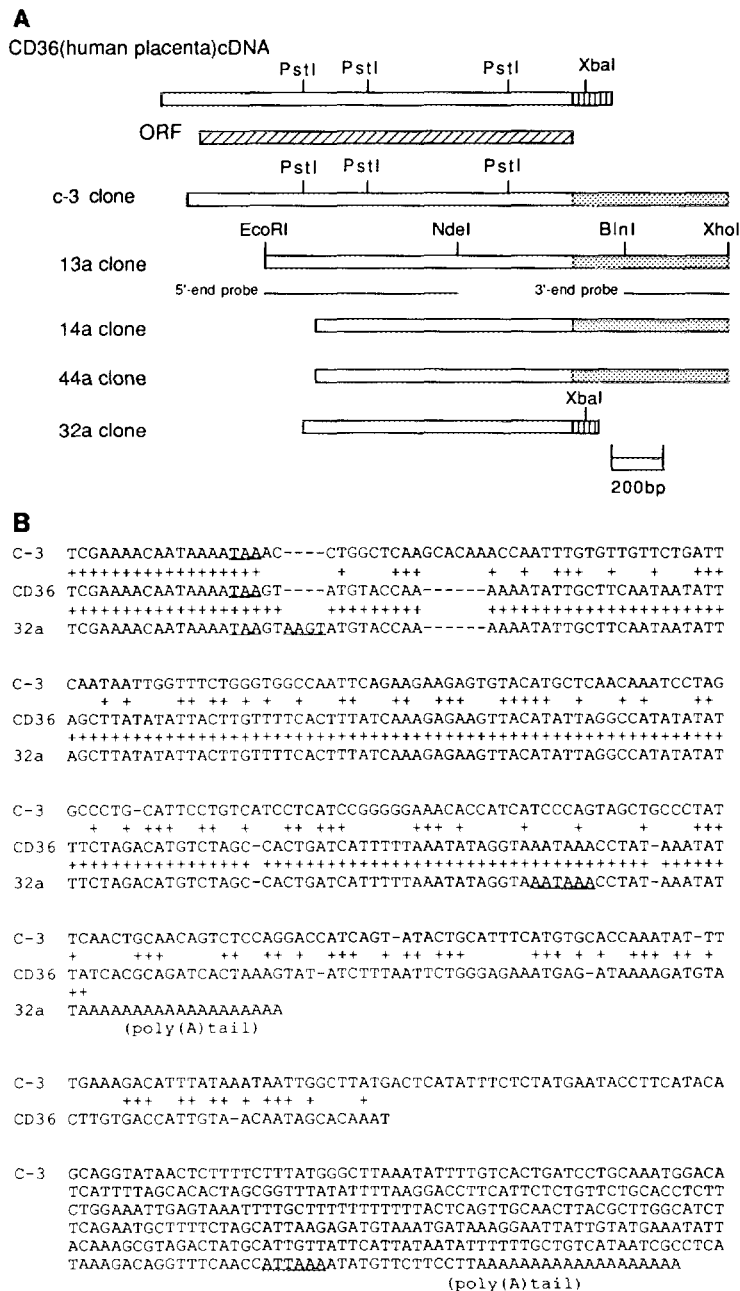 A
CD36(human placenta)cDNA
PstI PstI PstI XbaI
ORF
PstI PstI PstI
c-3 clone
EcoRI NdeI BlnI XhoI
13a clone
5'-end probe 3'-end probe
14a clone
44a clone
XbaI
32a clone
200bp
B
C-3 TCGAAAACAATAAAATAAAC----CTGGCTCAAGCACAAACCAATTTGTGTTGTTCTGATT
++++++++++++++++++ + +++ + + +++ + +++
CD36 TCGAAAACAATAAAATAAGT----ATGTACCAA------AAAATATTGCTTCAATAATATT
++++++++++++++++++++ +++++++++ ++++++++++++++++++++++
32a TCGAAAACAATAAAATAAGTAAGTATGTACCAA------AAAATATTGCTTCAATAATATT
C-3 CAATAATTGGTTTCTGGGTGGCCAATTCAGAAGAAGAGTGTACATGCTCAACAAATCCTAG
+ + ++ ++ + ++ ++ ++ + +++ +++++ + + ++
CD36 AGCTTATATATTACTTGTTTTCACTTTATCAAAGAGAAGTTACATATTAGGCCATATATAT
+++++++++++++++++++++++++++++++++++++++++++++++++++++++++++++
32a AGCTTATATATTACTTGTTTTCACTTTATCAAAGAGAAGTTACATATTAGGCCATATATAT
C-3 GCCCTG-CATTCCTGTCATCCTCATCCGGGGGAAACACCATCATCCCAGTAGCTGCCCTAT
+ +++ ++ + ++ +++ +++ + + + +++
CD36 TTCTAGACATGTCTAGC-CACTGATCATTTTTAAATATAGGTAAATAAACCTAT-AAATAT
+++++++++++++++++++++++++++++++++++++++++++++++++++++++++++++
32a TTCTAGACATGTCTAGC-CACTGATCATTTTTAAATATAGGTAAATAAACCTAT-AAATAT
C-3 TCAACTGCAACAGTCTCCAGGACCATCAGT-ATACTGCATTTCATGTGCACCAAATAT-TT
+ +++ + + + ++ ++ + ++ +++ + ++ +
CD36 TATCACGCAGATCACTAAAGTAT-ATCTTTAATTCTGGGAGAAATGAG-ATAAAAGATGTA
++
32a TAAAAAAAAAAAAAAAAAAA
(poly(A)tail)
C-3 TGAAAGACATTTATAAATAATTGGCTTATGACTCATATTTCTCTATGAATACCTTCATACA
+++ ++ ++ + +++ + +
CD36 CTTGTGACCATTGTA-ACAATAGCACAAAT
C-3 GCAGGTATAACTCTTTTCTTTATGGGCTTAAATATTTTGTCACTGATCCTGCAAATGGACA
TCATTTTAGCACACTAGCGGTTTATATTTTAAGGACCTTCATTCTCTGTTCTGCACCTCTT
CTGGAAATTGAGTAAATTTTGCTTTTTTTTTTTACTCAGTTGCAACTTACGCTTGGCATCT
TCAGAATGCTTTTCTAGCATTAAGAGATGTAAATGATAAAGGAATTATTGTATGAAATATT
ACAAAGCGTAGACTATGCATTGTTATTCATTATAATATTTTTTGCTGTCATAATCGCCTCA
TAAAGACAGGTTTCAACCATTAAAATATGTTCTTCCTTAAAAAAAAAAAAAAAAAAA
(poly(A)tail)